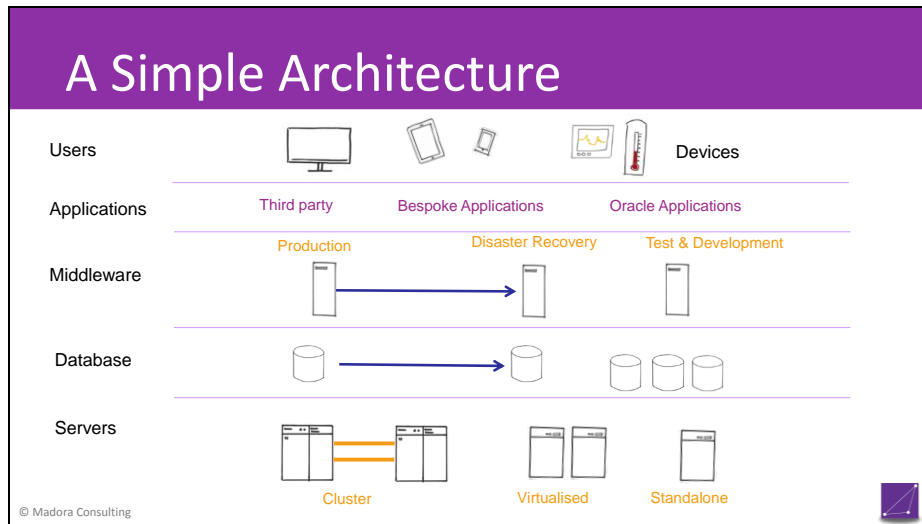 A Simple Architecture
Users
Devices
Applications
Third party
Bespoke Applications
Oracle Applications
Production
Disaster Recovery
Test & Development
Middleware
Database
Servers
Cluster
Virtualised
Standalone
© Madora Consulting